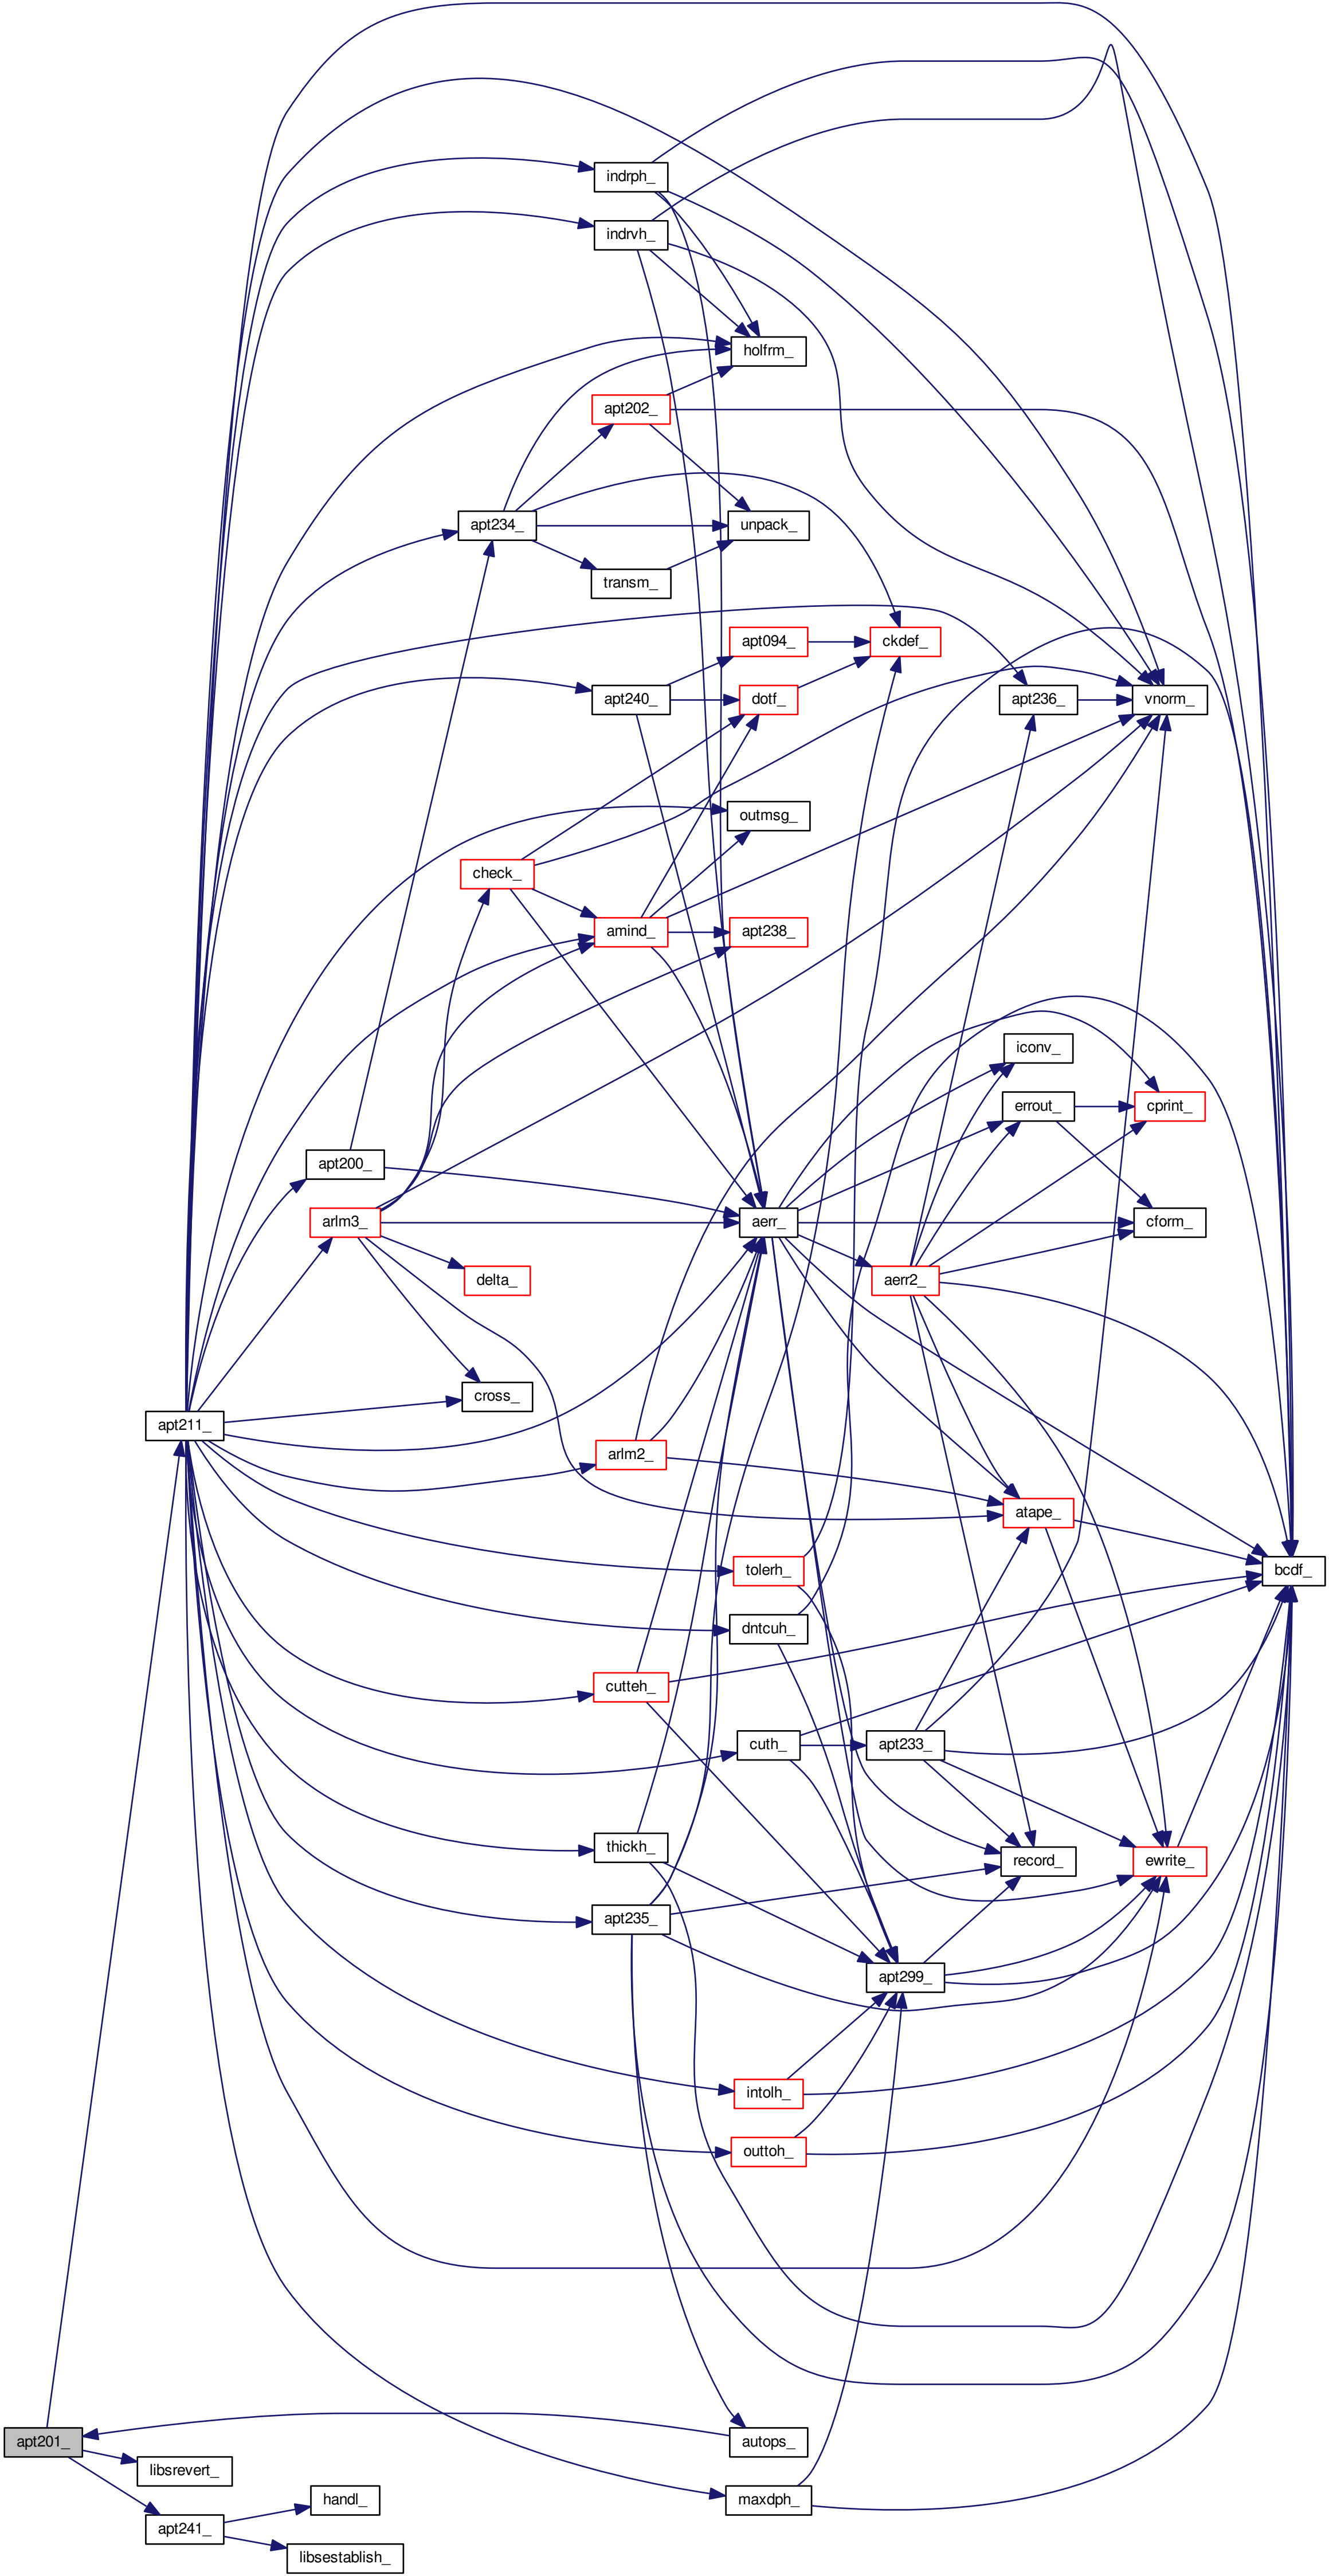 indrph_
indrvh_
holfrm_
apt202_
apt234_
unpack_
transm_
apt094_
ckdef_
apt240_
dotf_
apt236_
vnorm_
outmsg_
check_
amind_
apt238_
iconv_
errout_
cprint_
apt200_
arlm3_
aerr_
cform_
delta_
aerr2_
cross_
apt211_
arlm2_
atape_
tolerh_
bcdf_
dntcuh_
cutteh_
cuth_
apt233_
thickh_
record_
ewrite_
apt235_
apt299_
intolh_
outtoh_
apt201_
autops_
libsrevert_
maxdph_
handl_
apt241_
libsestablish_